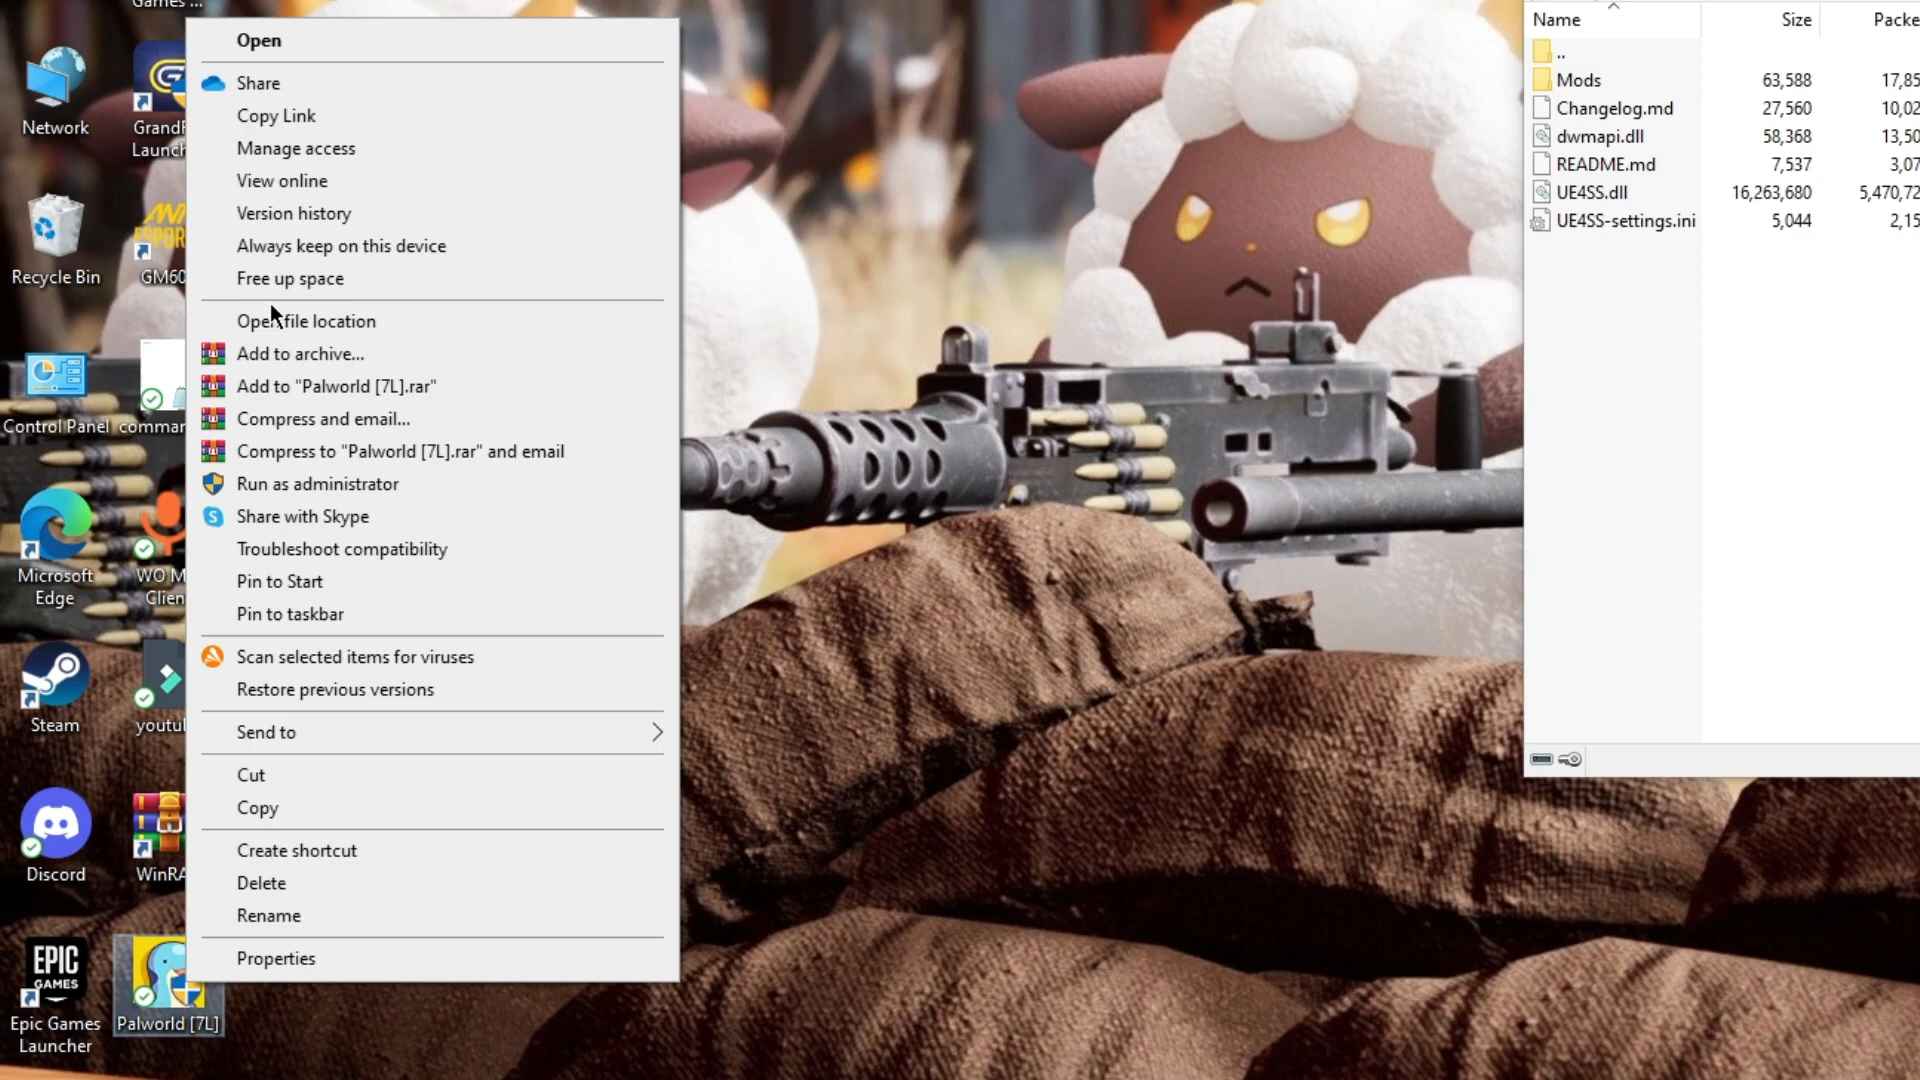 Games ...
Network
Recycle Bin
Control Panel
Microsoft
Edge
Steam
Discord
EPIC
GAMES
Epic Games
Launcher
Launch
GM60
comman
WO M
Clien
youtu
WinRA
Palworld [7L]
Open
Share
Copy Link
Manage access
View online
Version history
Always keep on this device
Free up space
Open file location
Add to archive...
Add to "Palworld [7L].rar"
Compress and email...
Compress to "Palworld [7L].rar" and email
Run as administrator
Share with Skype
Troubleshoot compatibility
Pin to Start
Pin to taskbar
Scan selected items for viruses
Restore previous versions
Send to
Cut
Copy
Create shortcut
Delete
Rename
Properties
Name Size Packe
..
Mods 63,588 17,85
Changelog.md 27,560 10,02
dwmapi.dll 58,368 13,50
README.md 7,537 3,07
UE4SS.dll 16,263,680 5,470,72
UE4SS-settings.ini 5,044 2,15